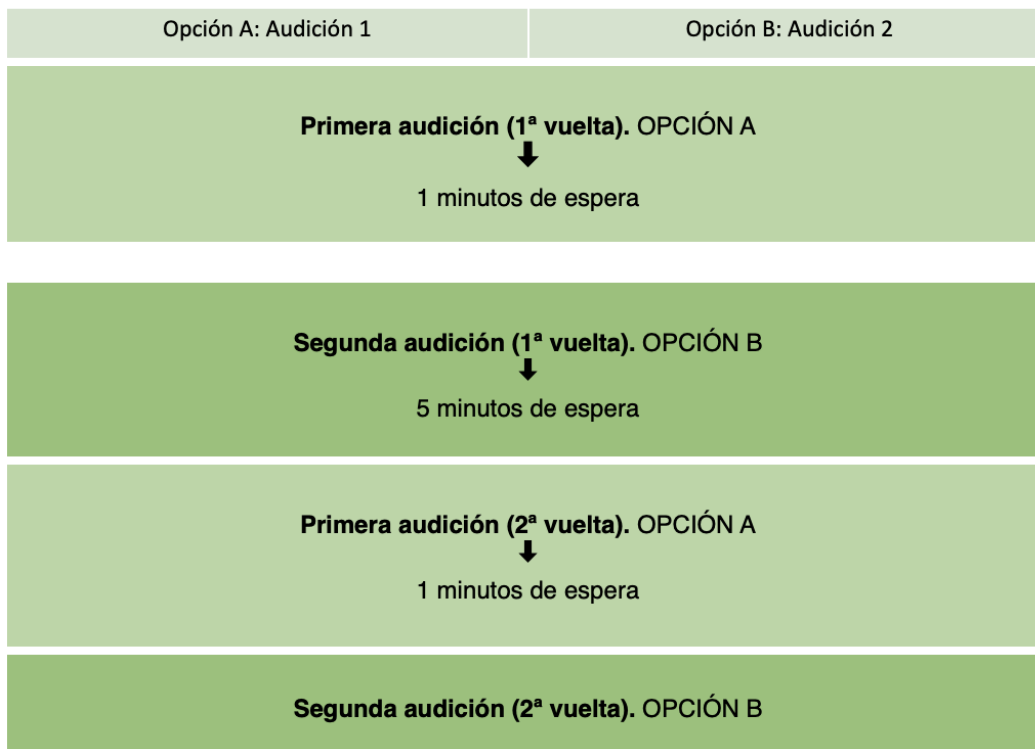 Opción A: Audición 1
Opción B: Audición 2
Primera audición (1ª vuelta). OPCIÓN A
1 minutos de espera
Segunda audición (1ª vuelta). OPCIÓN B
5 minutos de espera
Primera audición (2ª vuelta). OPCIÓN A
1 minutos de espera
Segunda audición (2ª vuelta). OPCIÓN B